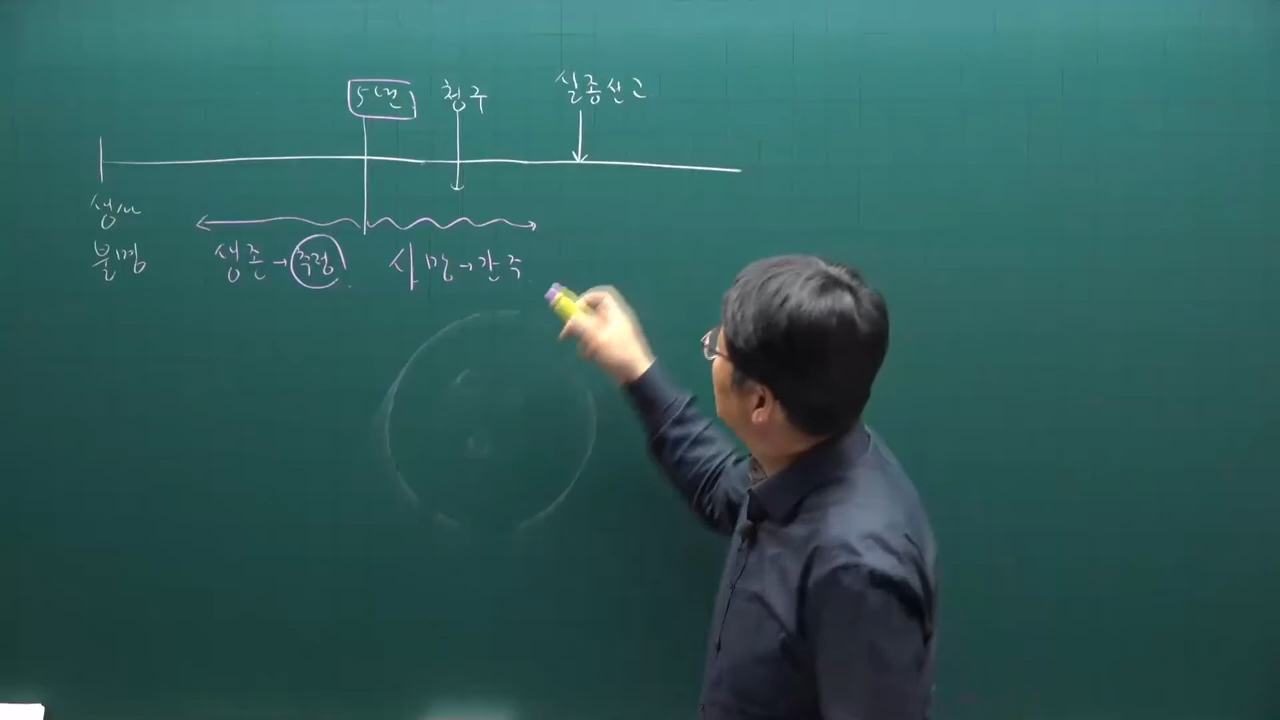 5년 청구 실종선고
생사
불명
생존→추정 사망→간주